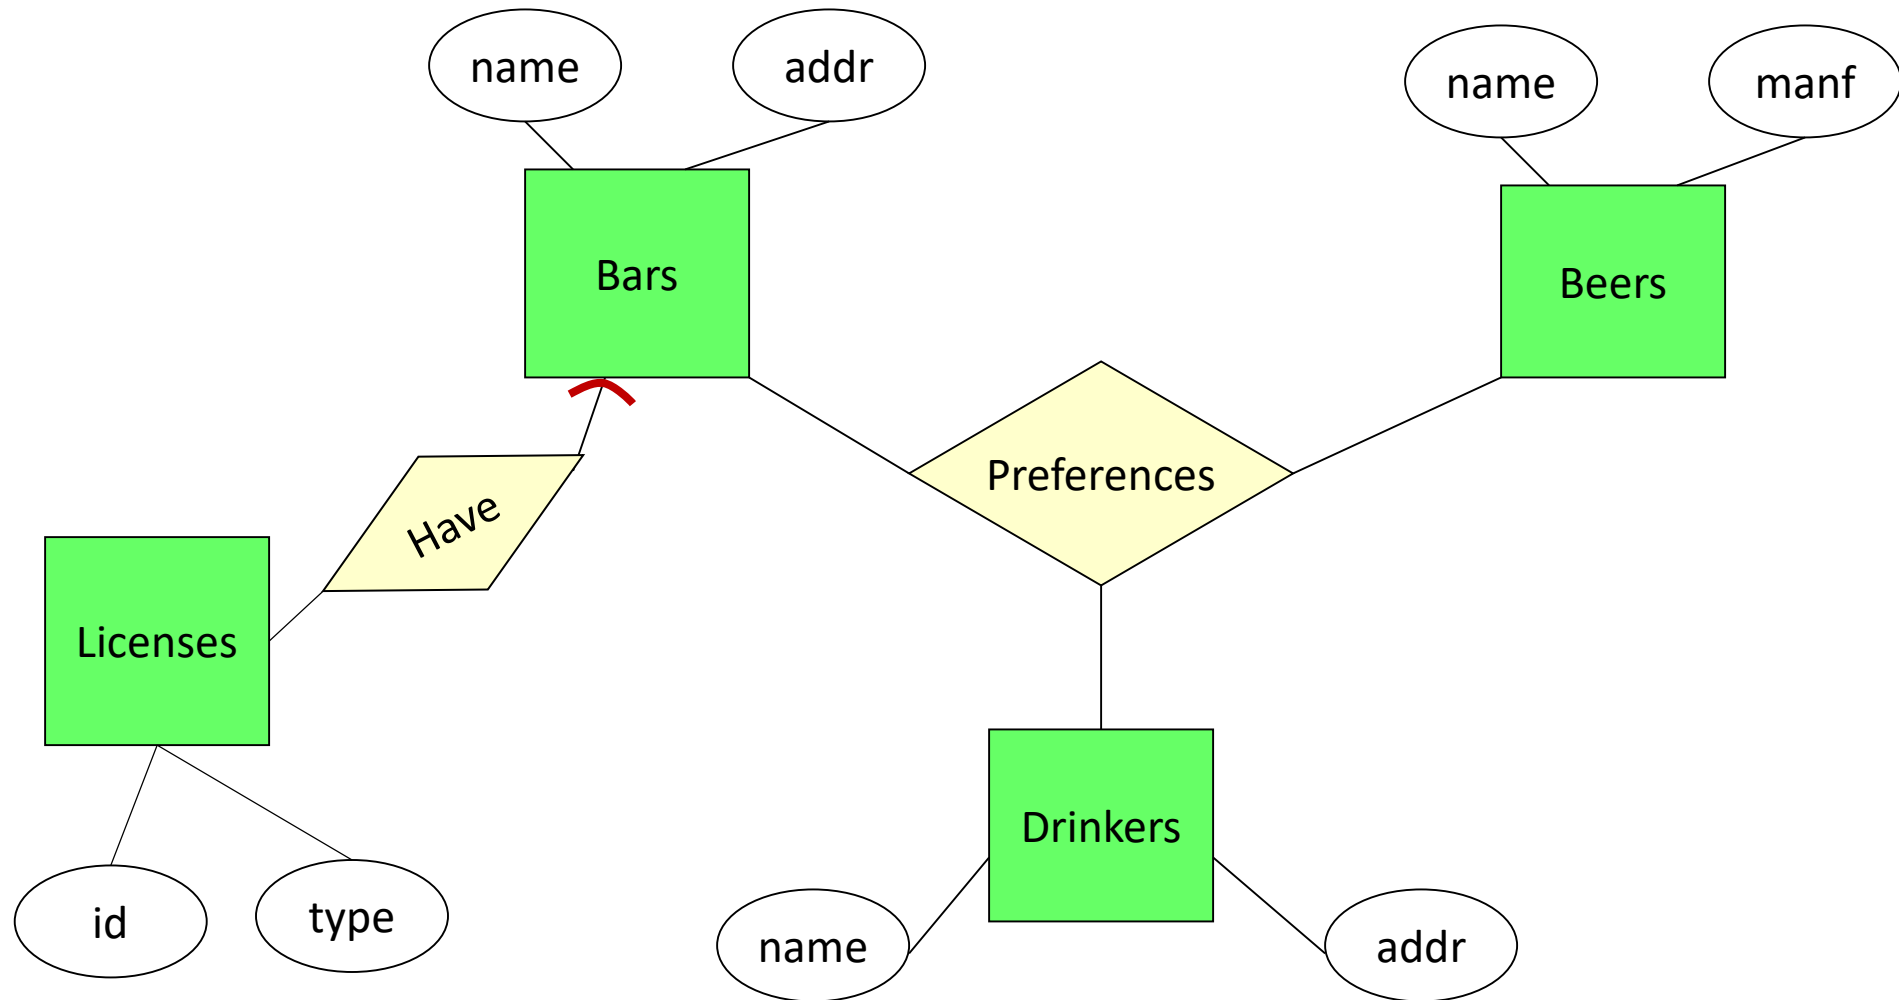 name
addr
name
manf
Bars
Beers
Preferences
Have
Licenses
Drinkers
id
type
name
addr